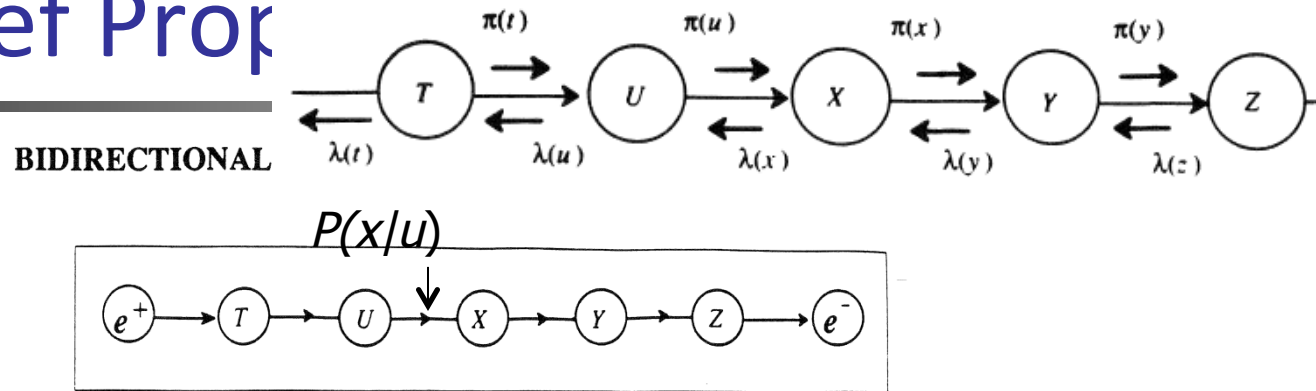 ef Prop
π(t) π(u) π(x) π(y)
T U X Y Z
λ(t) λ(u) λ(x) λ(y) λ(z)
BIDIRECTIONAL
P(x/u)
e⁺ T U X Y Z e⁻